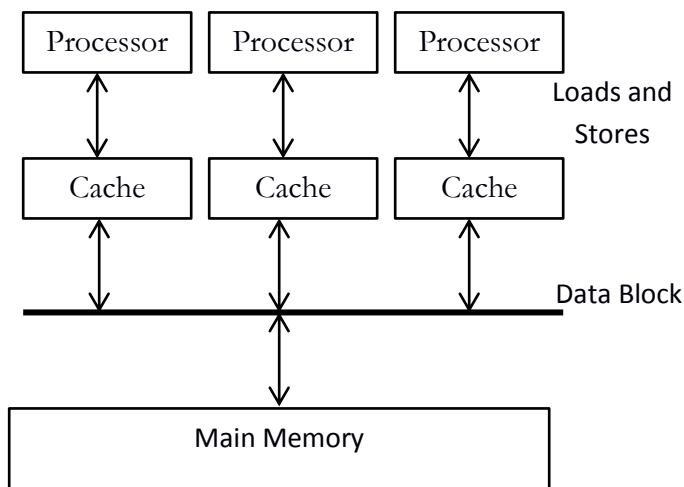 Processor Processor Processor
Loads and
Stores
Cache Cache Cache
Data Block
Main Memory